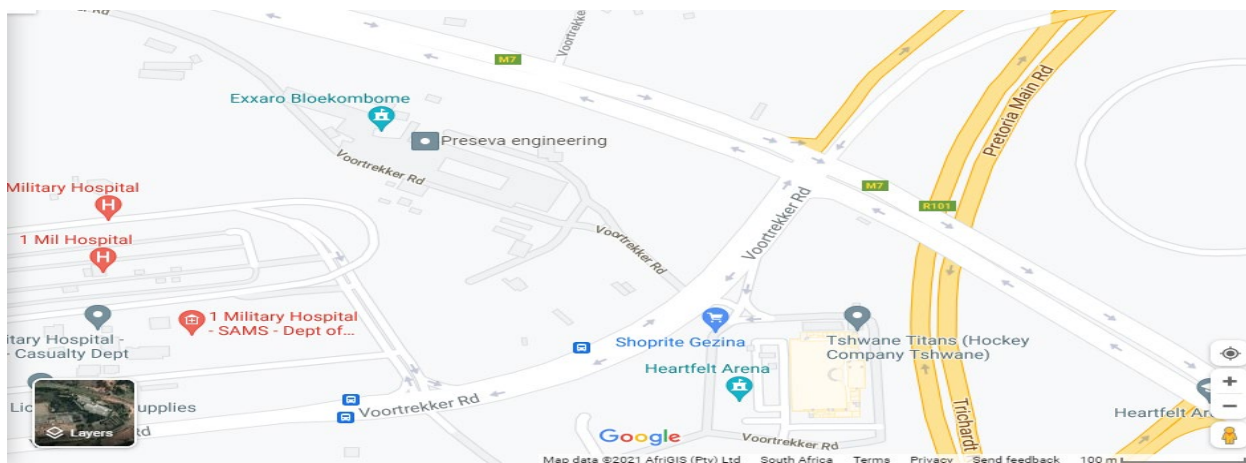 M7
Voortrekker
Exxaro Bloekombome
Preseva engineering
Voortrekker Rd
Pretoria Main Rd
M7
R101
Military Hospital
1 Mil Hospital
Voortrekker Rd
Voortrekker Rd
1 Military Hospital
- SAMS - Dept of...
itary Hospital -
- Casualty Dept
Shoprite Gezina
Tshwane Titans (Hockey
Company Tshwane)
Heartfelt Arena
Voortrekker Rd
upplies
Layers
Rd
Trichardt
Heartfelt Ar
Google
Voortrekker Rd
Map data ©2021 AfriGIS (Pty) Ltd South Africa Terms Privacy Send feedback 100 m